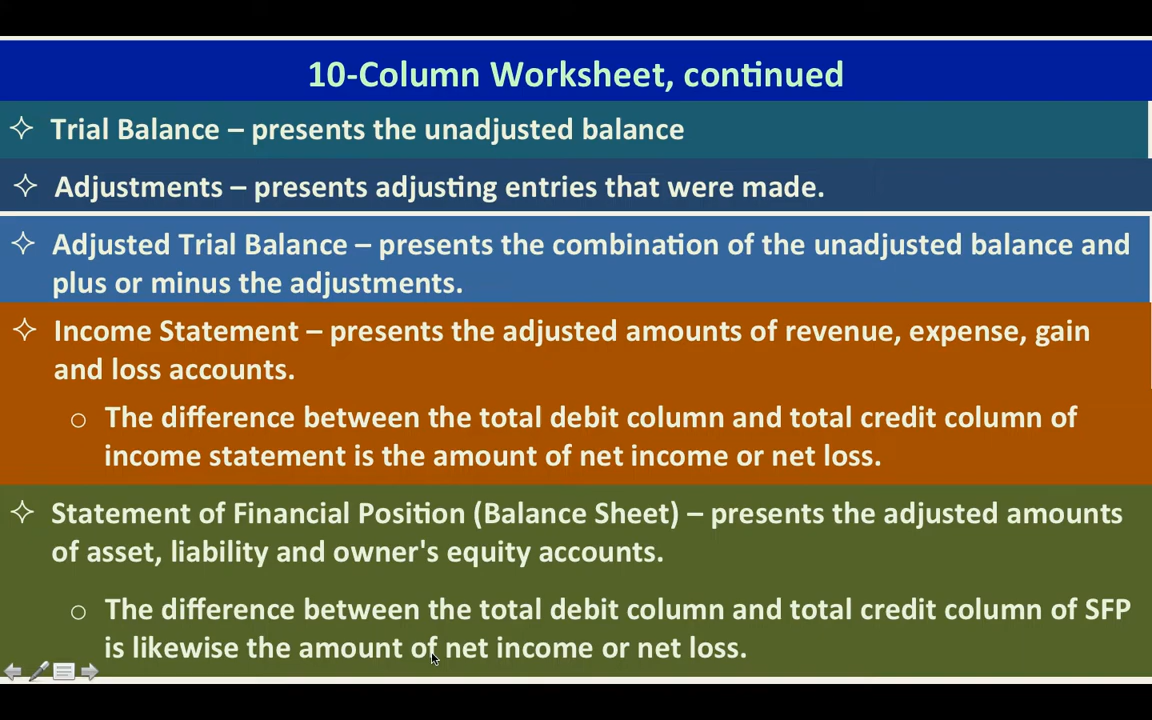 10-Column Worksheet, continued
✧ Trial Balance – presents the unadjusted balance
✧ Adjustments – presents adjusting entries that were made.
✧ Adjusted Trial Balance – presents the combination of the unadjusted balance and
plus or minus the adjustments.
✧ Income Statement – presents the adjusted amounts of revenue, expense, gain
and loss accounts.
o The difference between the total debit column and total credit column of
income statement is the amount of net income or net loss.
✧ Statement of Financial Position (Balance Sheet) – presents the adjusted amounts
of asset, liability and owner's equity accounts.
o The difference between the total debit column and total credit column of SFP
is likewise the amount of net income or net loss.